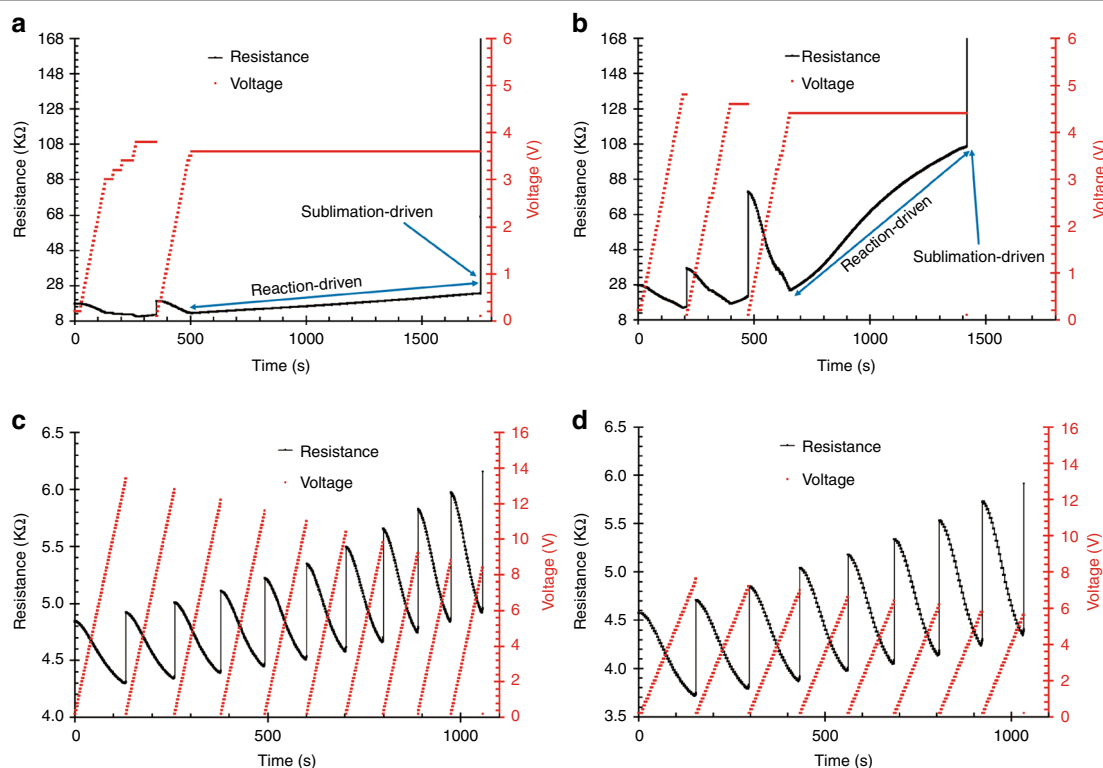 a
168
148
128
108
88
68
48
28
8
Resistance (KΩ)
Resistance
Voltage
Sublimation-driven
Reaction-driven
6
5
4
3
2
1
0
Voltage (V)
0
500
1000
1500
Time (s)
b
168
148
128
108
88
68
48
28
8
Resistance (KΩ)
Resistance
Voltage
Reaction-driven
Sublimation-driven
6
5
4
3
2
1
0
Voltage (V)
0
500
1000
1500
Time (s)
c
6.5
6.0
5.5
5.0
4.5
4.0
Resistance (KΩ)
Resistance
Voltage
16
14
12
10
8
6
4
2
0
Voltage (V)
0
500
1000
Time (s)
d
6.5
6.0
5.5
5.0
4.5
4.0
3.5
Resistance (KΩ)
Resistance
Voltage
16
14
12
10
8
6
4
2
0
Voltage (V)
0
500
1000
Time (s)